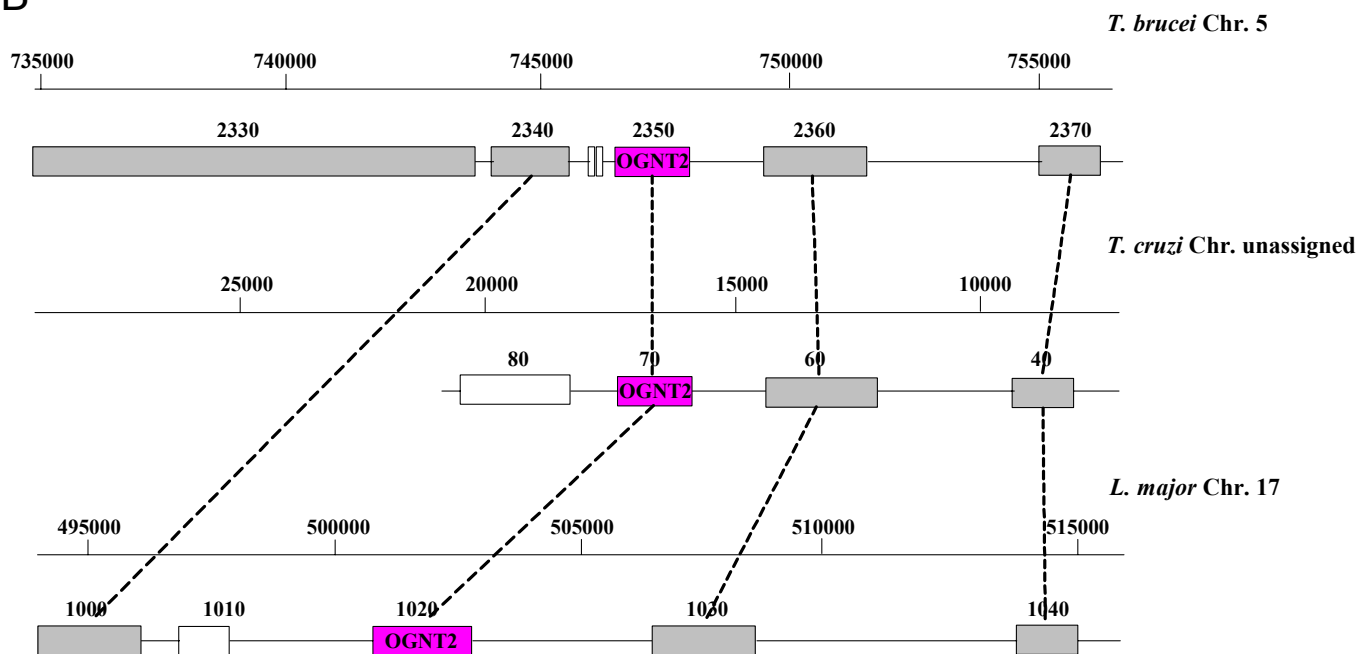 B
T. brucei Chr. 5
735000 740000 745000 750000 755000
2330 2340 2350 2360 2370
OGNT2
T. cruzi Chr. unassigned
25000 20000 15000 10000
80 70 60 40
OGNT2
L. major Chr. 17
495000 500000 505000 510000 515000
1000 1010 1020 1030 1040
OGNT2